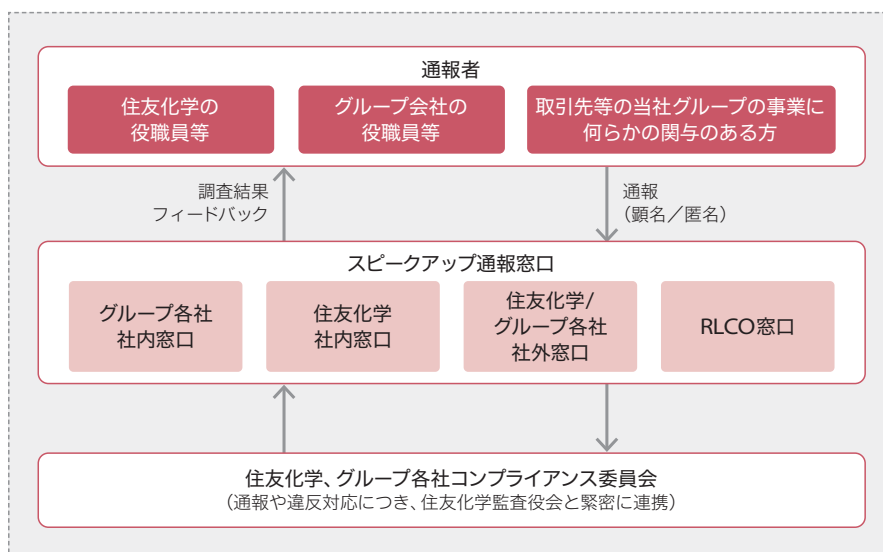 通報者
住友化学の
役職員等
グループ会社の
役職員等
取引先等の当社グループの事業に
何らかの関与のある方
調査結果
フィードバック
通報
（顕名／匿名）
スピークアップ通報窓口
グループ各社
社内窓口
住友化学
社内窓口
住友化学/
グループ各社
社外窓口
RLCO窓口
住友化学、グループ各社コンプライアンス委員会
（通報や違反対応につき、住友化学監査役会と緊密に連携）